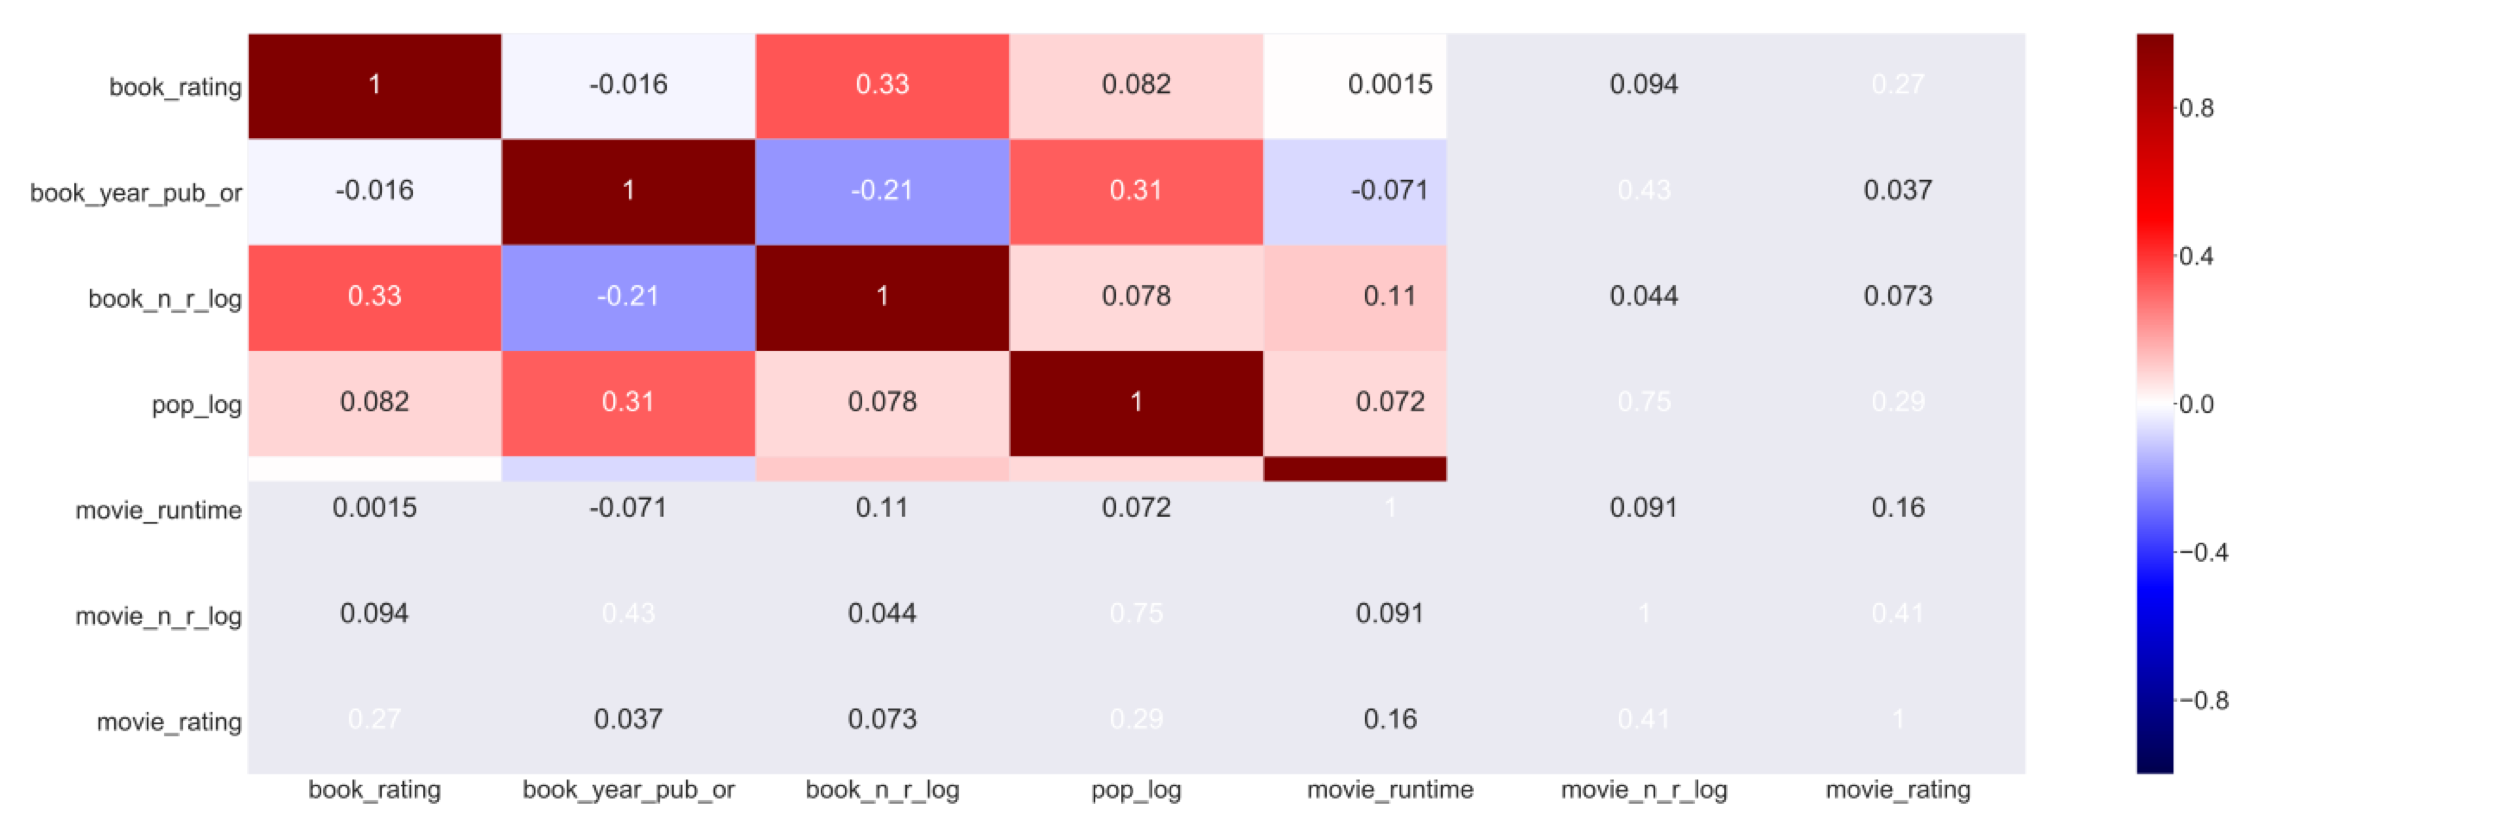 book_rating 1 -0.016 0.33 0.082 0.0015 0.094 0.27
book_year_pub_or -0.016 1 -0.21 0.31 -0.071 0.43 0.037
book_n_r_log 0.33 -0.21 1 0.078 0.11 0.044 0.073
pop_log 0.082 0.31 0.078 1 0.072 0.75 0.29
movie_runtime 0.0015 -0.071 0.11 0.072 1 0.091 0.16
movie_n_r_log 0.094 0.43 0.044 0.75 0.091 1 0.41
movie_rating 0.27 0.037 0.073 0.29 0.16 0.41 1
book_rating book_year_pub_or book_n_r_log pop_log movie_runtime movie_n_r_log movie_rating
0.8
0.4
0.0
−0.4
−0.8